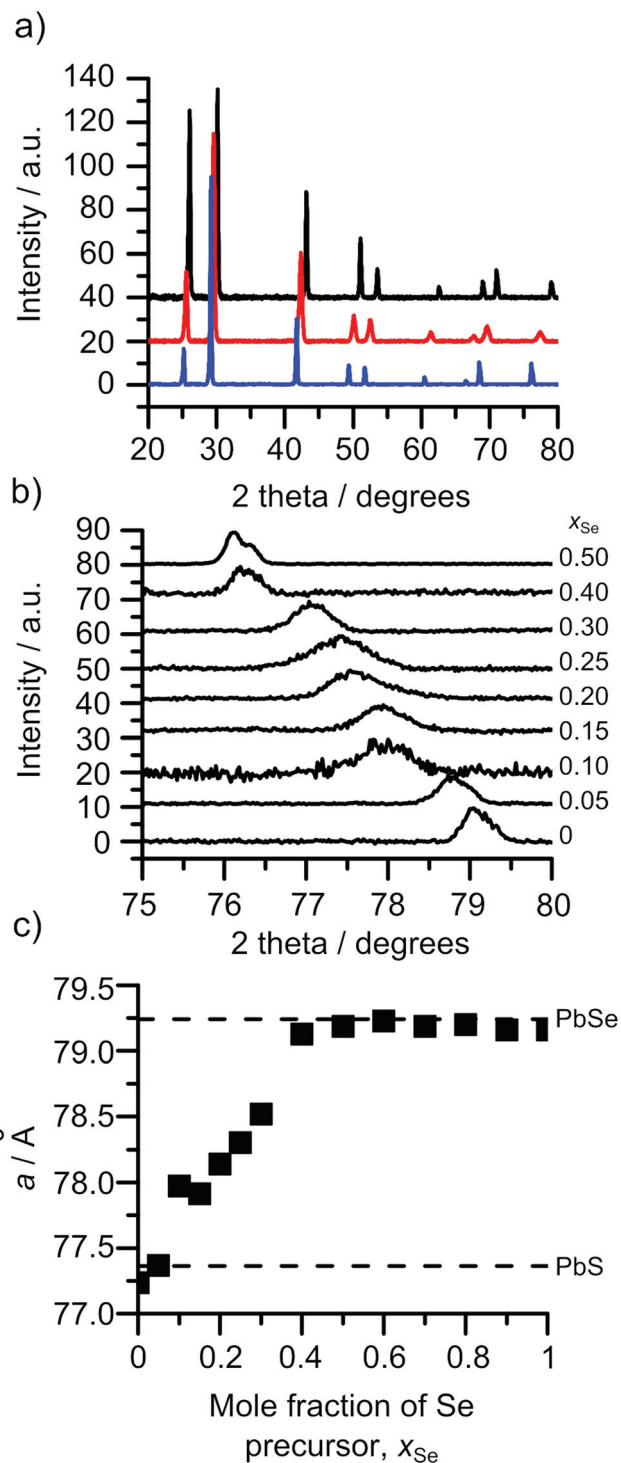 a)
140
120
100
80
60
40
20
0
Intensity / a.u.
20 30 40 50 60 70 80
2 theta / degrees
b)
90
80
70
60
50
40
30
20
10
0
Intensity / a.u.
xSe
0.50
0.40
0.30
0.25
0.20
0.15
0.10
0.05
0
75 76 77 78 79 80
2 theta / degrees
c)
79.5
79.0
78.5
78.0
77.5
77.0
a / Å
PbSe
PbS
0 0.2 0.4 0.6 0.8 1
Mole fraction of Se
precursor, xSe